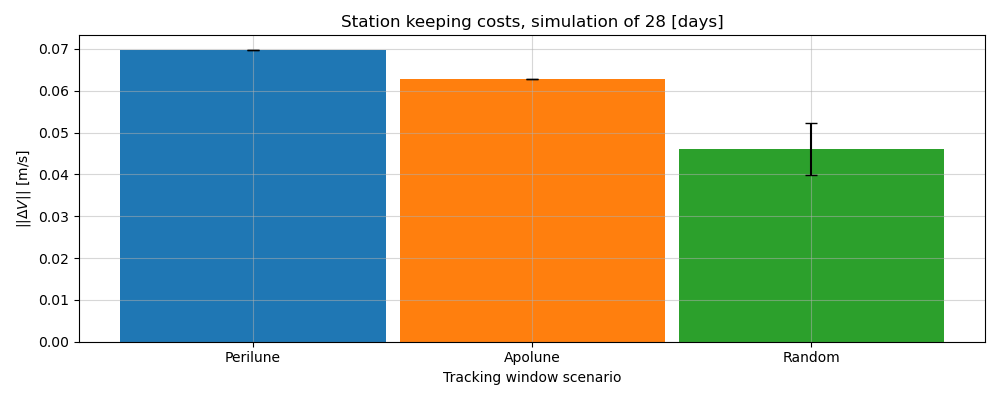 Station keeping costs, simulation of 28 [days]
0.07
0.06
0.05
0.04
0.03
0.02
0.01
0.00
||ΔV|| [m/s]
Perilune Apolune Random
Tracking window scenario